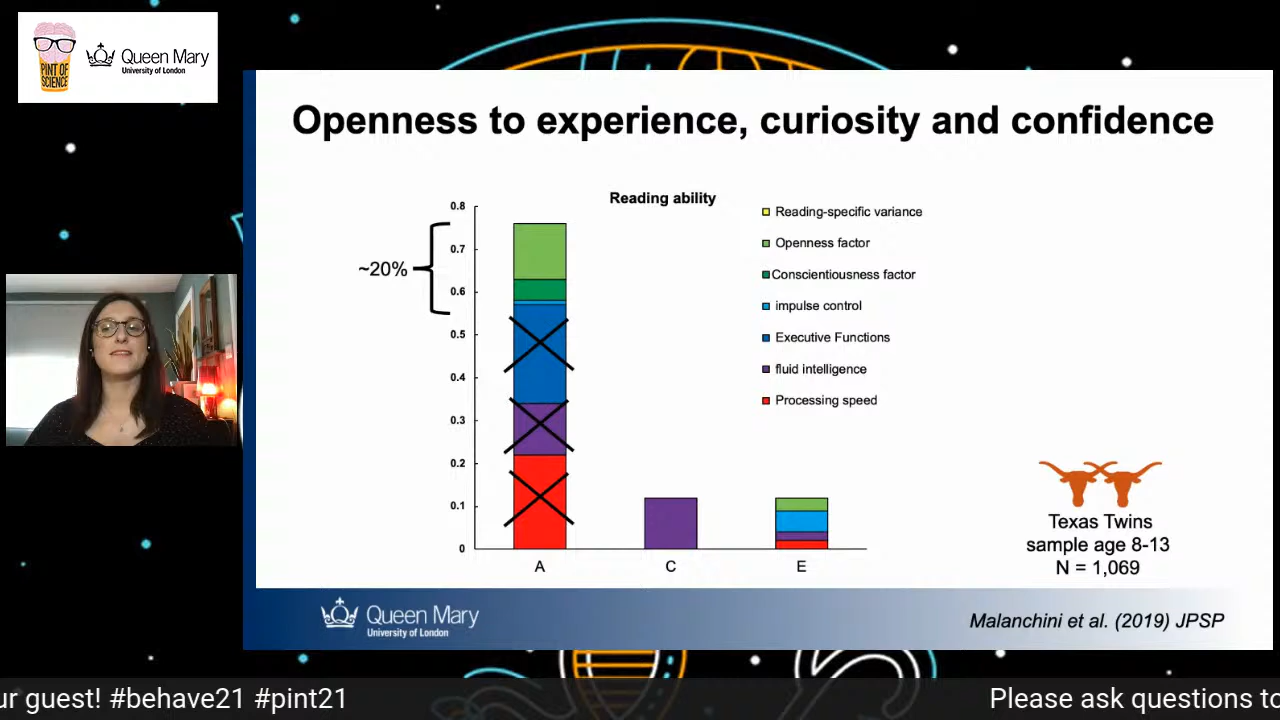 PINT OF
SCIENCE
Queen Mary
University of London
Openness to experience, curiosity and confidence
Reading ability
0.8
0.7
0.6
0.5
0.4
0.3
0.2
0.1
0
~20%
A
C
E
Reading-specific variance
Openness factor
Conscientiousness factor
impulse control
Executive Functions
fluid intelligence
Processing speed
Texas Twins
sample age 8-13
N = 1,069
Queen Mary
University of London
Malanchini et al. (2019) JPSP
ur guest! #behave21 #pint21
Please ask questions to